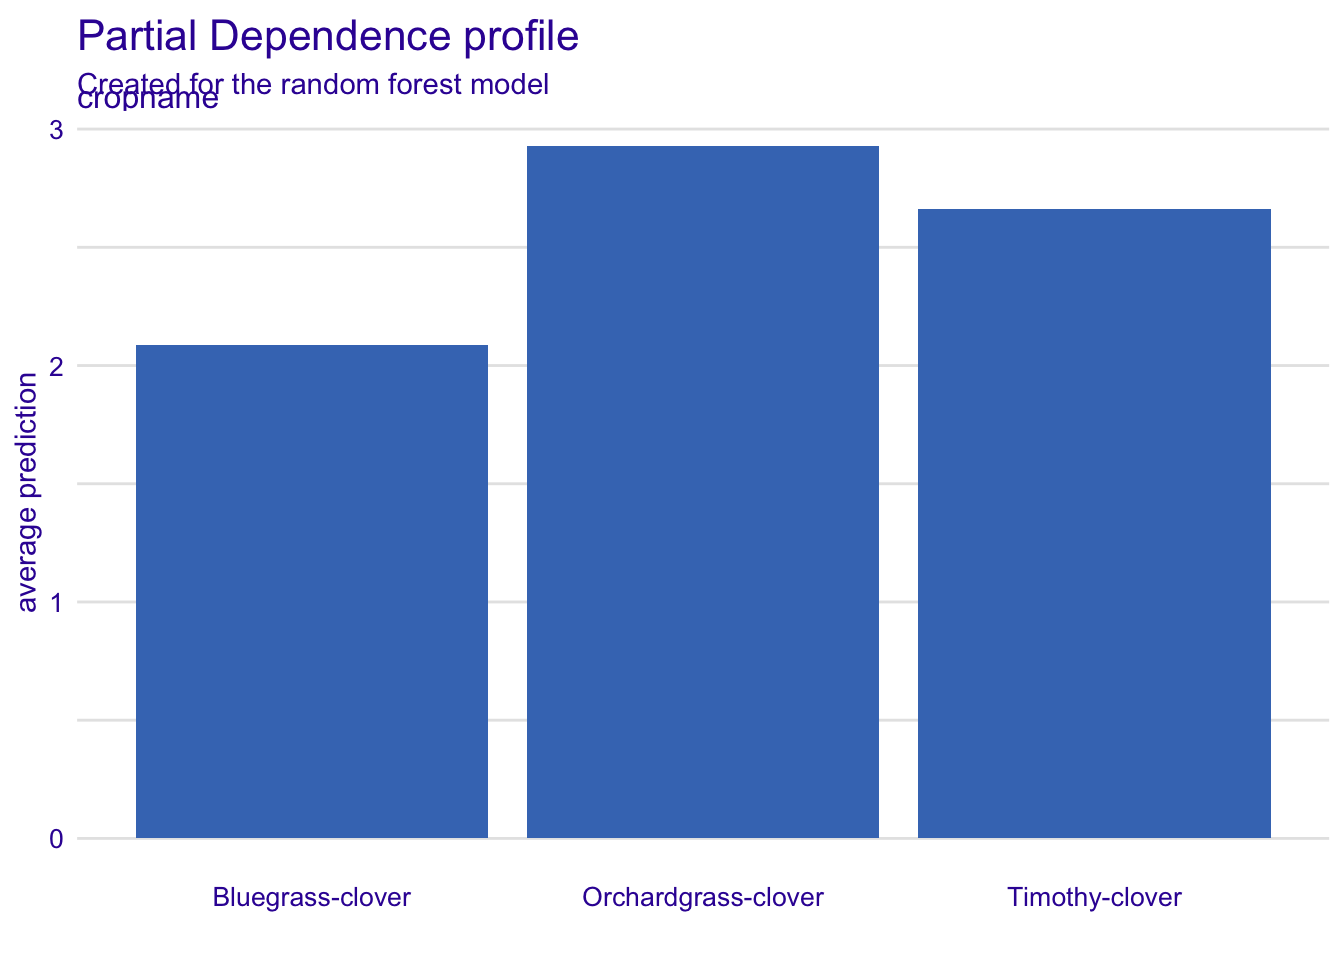 Partial Dependence profile
Created for the random forest model
cropname
3
2
1
0
average prediction
Bluegrass-clover
Orchardgrass-clover
Timothy-clover